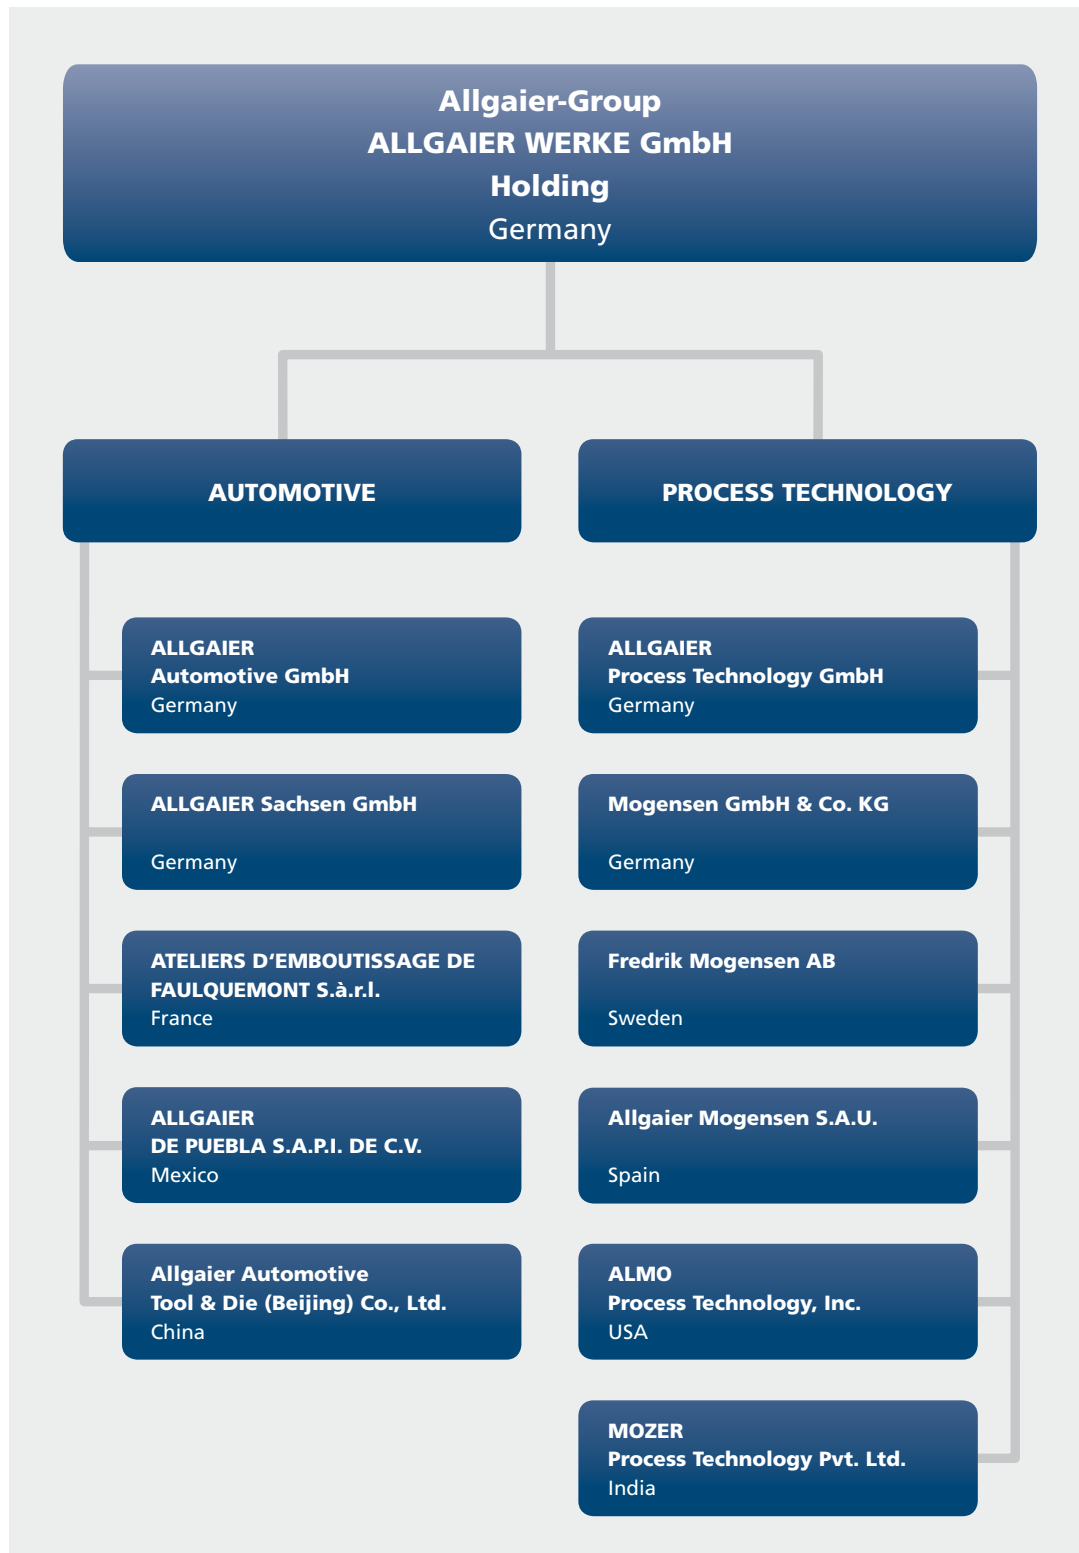 Allgaier-Group
ALLGAIER WERKE GmbH
Holding
Germany
AUTOMOTIVE
ALLGAIER
Automotive GmbH
Germany
ALLGAIER Sachsen GmbH
Germany
ATELIERS D‘EMBOUTISSAGE DE
FAULQUEMONT S.à.r.l.
France
ALLGAIER
DE PUEBLA S.A.P.I. DE C.V.
Mexico
Allgaier Automotive
Tool & Die (Beijing) Co., Ltd.
China
PROCESS TECHNOLOGY
ALLGAIER
Process Technology GmbH
Germany
Mogensen GmbH & Co. KG
Germany
Fredrik Mogensen AB
Sweden
Allgaier Mogensen S.A.U.
Spain
ALMO
Process Technology, Inc.
USA
MOZER
Process Technology Pvt. Ltd.
India